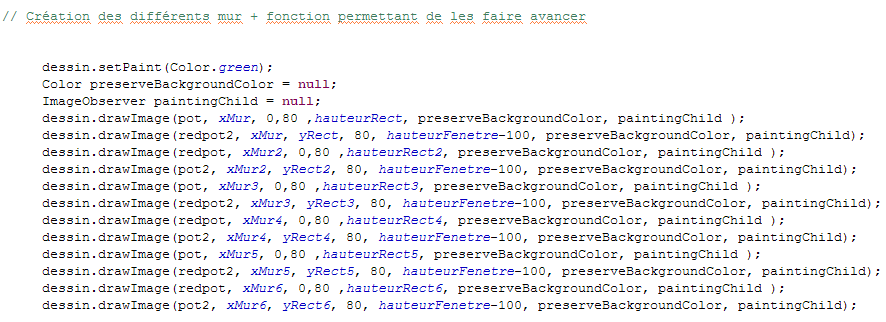 // Création des différents mur + fonction permettant de les faire avancer
dessin.setPaint(Color.green);
Color preserveBackgroundColor = null;
ImageObserver paintingChild = null;
dessin.drawImage(pot, xMur, 0,80 ,hauteurRect, preserveBackgroundColor, paintingChild );
dessin.drawImage(redpot2, xMur, yRect, 80, hauteurFenetre-100, preserveBackgroundColor, paintingChild);
dessin.drawImage(redpot, xMur2, 0,80 ,hauteurRect2, preserveBackgroundColor, paintingChild );
dessin.drawImage(pot2, xMur2, yRect2, 80, hauteurFenetre-100, preserveBackgroundColor, paintingChild);
dessin.drawImage(pot, xMur3, 0,80 ,hauteurRect3, preserveBackgroundColor, paintingChild );
dessin.drawImage(redpot2, xMur3, yRect3, 80, hauteurFenetre-100, preserveBackgroundColor, paintingChild);
dessin.drawImage(redpot, xMur4, 0,80 ,hauteurRect4, preserveBackgroundColor, paintingChild );
dessin.drawImage(pot2, xMur4, yRect4, 80, hauteurFenetre-100, preserveBackgroundColor, paintingChild);
dessin.drawImage(pot, xMur5, 0,80 ,hauteurRect5, preserveBackgroundColor, paintingChild );
dessin.drawImage(redpot2, xMur5, yRect5, 80, hauteurFenetre-100, preserveBackgroundColor, paintingChild);
dessin.drawImage(redpot, xMur6, 0,80 ,hauteurRect6, preserveBackgroundColor, paintingChild );
dessin.drawImage(pot2, xMur6, yRect6, 80, hauteurFenetre-100, preserveBackgroundColor, paintingChild);